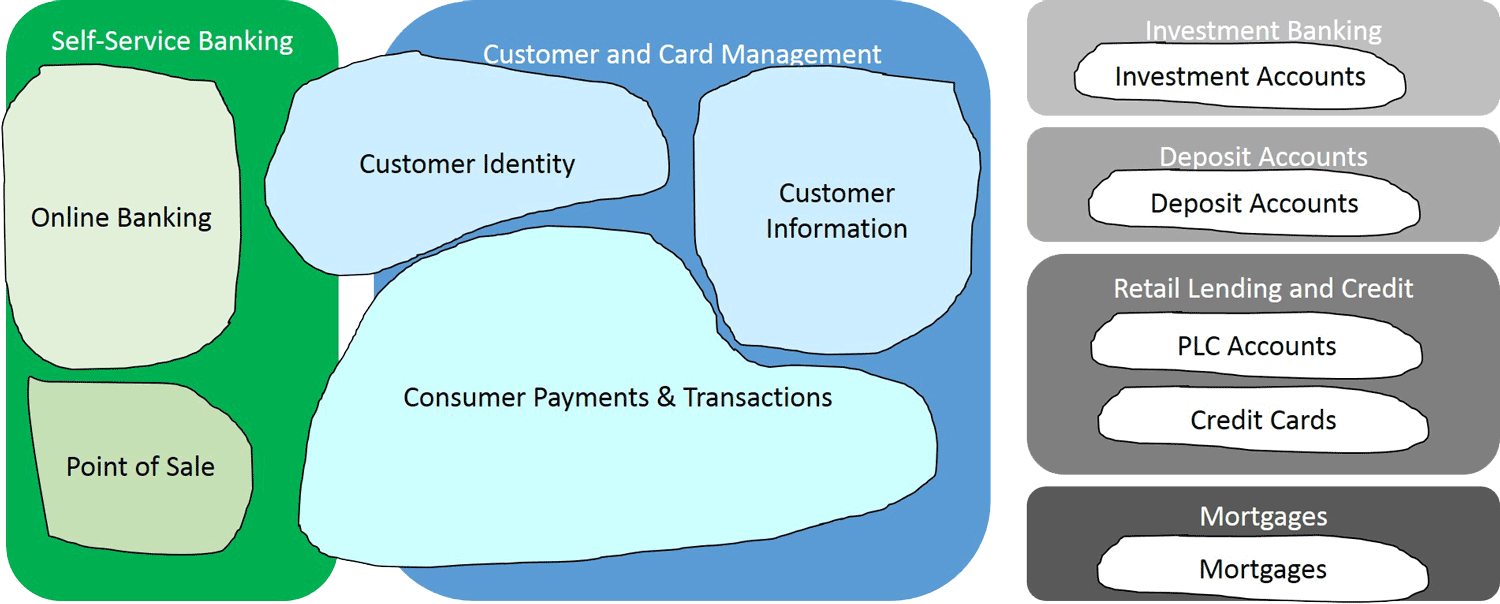 Self-Service Banking
Online Banking
Point of Sale
Customer and Card Management
Customer Identity
Customer
Information
Consumer Payments & Transactions
Investment Banking
Investment Accounts
Deposit Accounts
Deposit Accounts
Retail Lending and Credit
PLC Accounts
Credit Cards
Mortgages
Mortgages